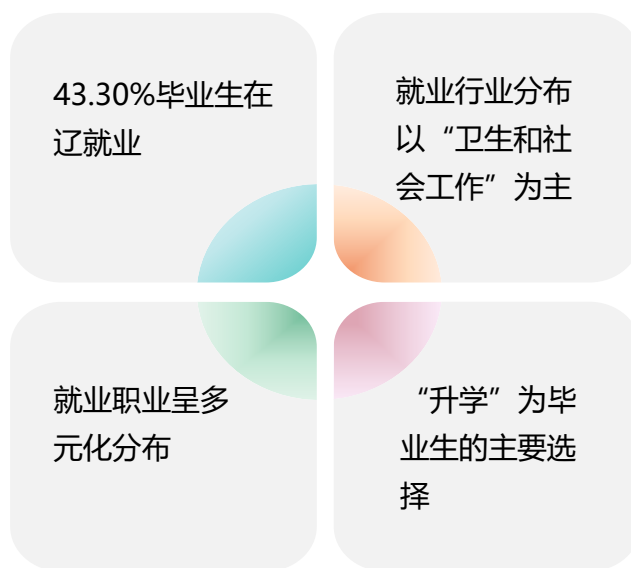 43.30%毕业生在
辽就业
就业行业分布
以“卫生和社
会工作”为主
就业职业呈多
元化分布
“升学”为毕
业生的主要选
择